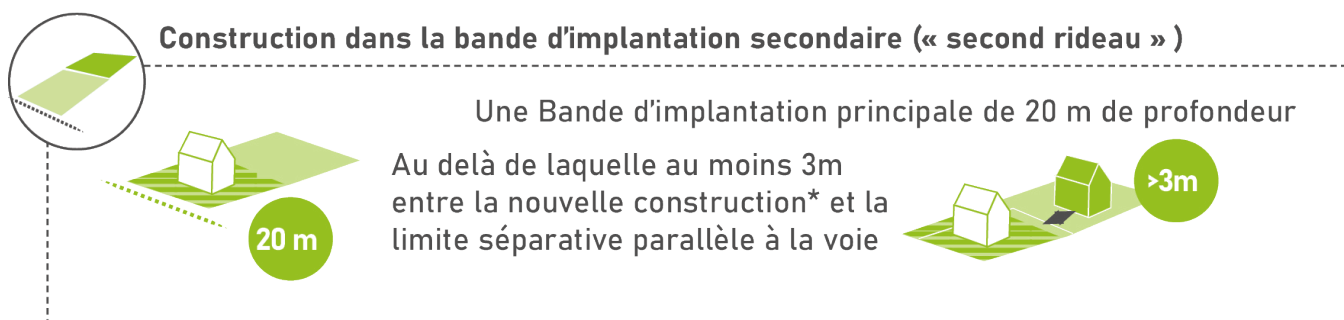 Construction dans la bande d’implantation secondaire (« second rideau » )
Une Bande d’implantation principale de 20 m de profondeur
Au delà de laquelle au moins 3m
entre la nouvelle construction* et la
limite séparative parallèle à la voie
20 m
>3m